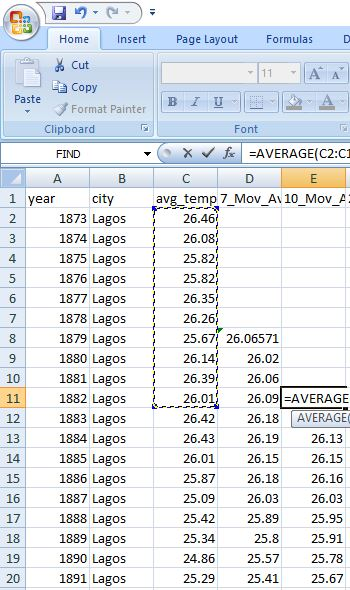 Home Insert Page Layout Formulas
Cut
Copy
Format Painter
Paste
Clipboard
11 A A
B I U A
Font
FIND fx =AVERAGE(C2:C1
A B C D E
1 year city avg_temp 7_Mov_Av 10_Mov_A
2 1873 Lagos 26.46
3 1874 Lagos 26.08
4 1875 Lagos 25.82
5 1876 Lagos 25.82
6 1877 Lagos 26.35
7 1878 Lagos 26.26
8 1879 Lagos 25.67 26.06571
9 1880 Lagos 26.14 26.02
10 1881 Lagos 26.39 26.06
11 1882 Lagos 26.01 26.09 =AVERAGE
12 1883 Lagos 26.42 26.18 AVERAGE(
13 1884 Lagos 26.43 26.19 26.13
14 1885 Lagos 26.01 26.15 26.16
15 1886 Lagos 25.87 26.18 26.16
16 1887 Lagos 25.09 26.03 26.03
17 1888 Lagos 25.42 25.89 25.95
18 1889 Lagos 25.34 25.8 25.91
19 1890 Lagos 24.86 25.57 25.78
20 1891 Lagos 25.29 25.41 25.67